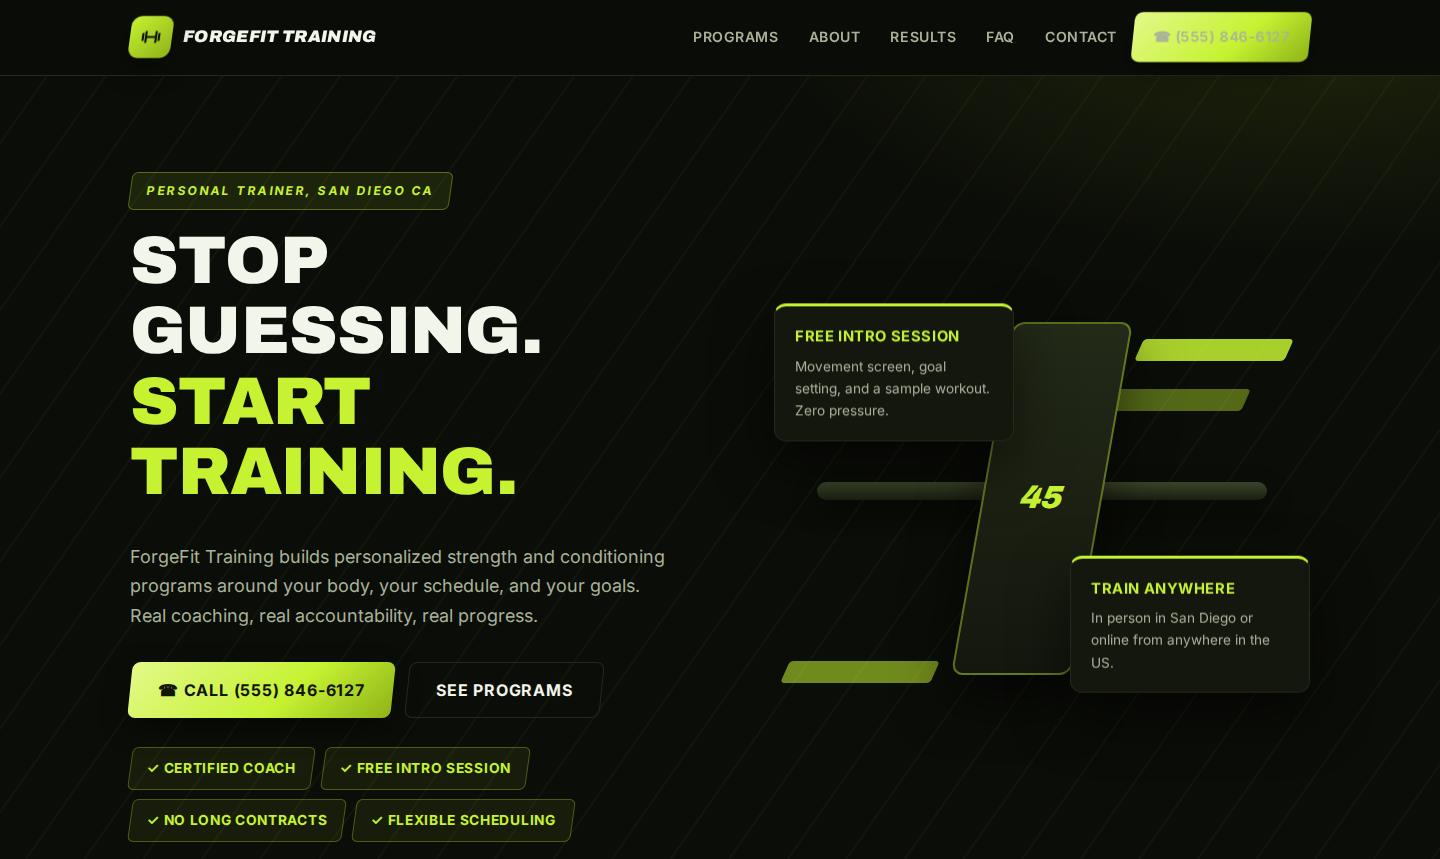 FORGEFIT TRAINING
PROGRAMS ABOUT RESULTS FAQ CONTACT ☎ (555) 846-6127
PERSONAL TRAINER, SAN DIEGO CA
STOP
GUESSING.
START
TRAINING.
ForgeFit Training builds personalized strength and conditioning
programs around your body, your schedule, and your goals.
Real coaching, real accountability, real progress.
☎ CALL (555) 846-6127 SEE PROGRAMS
✓ CERTIFIED COACH ✓ FREE INTRO SESSION
✓ NO LONG CONTRACTS ✓ FLEXIBLE SCHEDULING
FREE INTRO SESSION
Movement screen, goal
setting, and a sample workout.
Zero pressure.
45
TRAIN ANYWHERE
In person in San Diego or
online from anywhere in the
US.